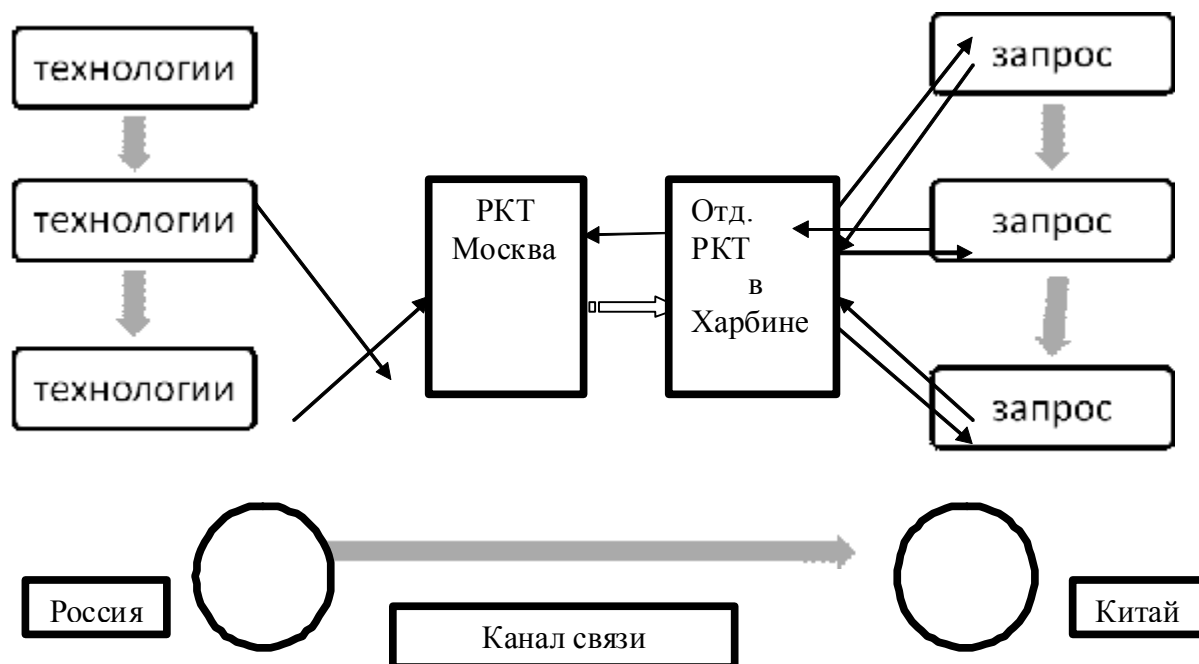 технологии
технологии
технологии
РКТ
Москва
Отд.
РКТ
в
Харбине
запрос
запрос
запрос
Россия
Канал связи
Китай